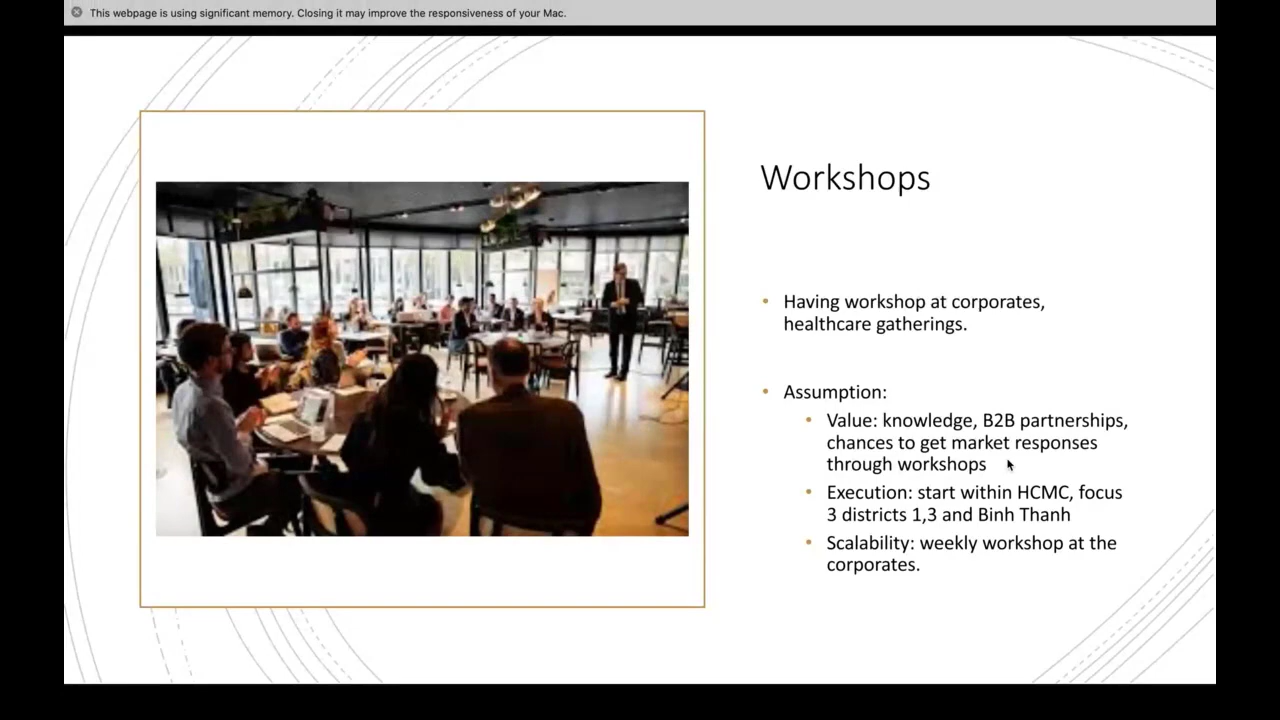 This webpage is using significant memory. Closing it may improve the responsiveness of your Mac.
Workshops
• Having workshop at corporates,
healthcare gatherings.
• Assumption:
• Value: knowledge, B2B partnerships,
chances to get market responses
through workshops
• Execution: start within HCMC, focus
3 districts 1,3 and Binh Thanh
• Scalability: weekly workshop at the
corporates.